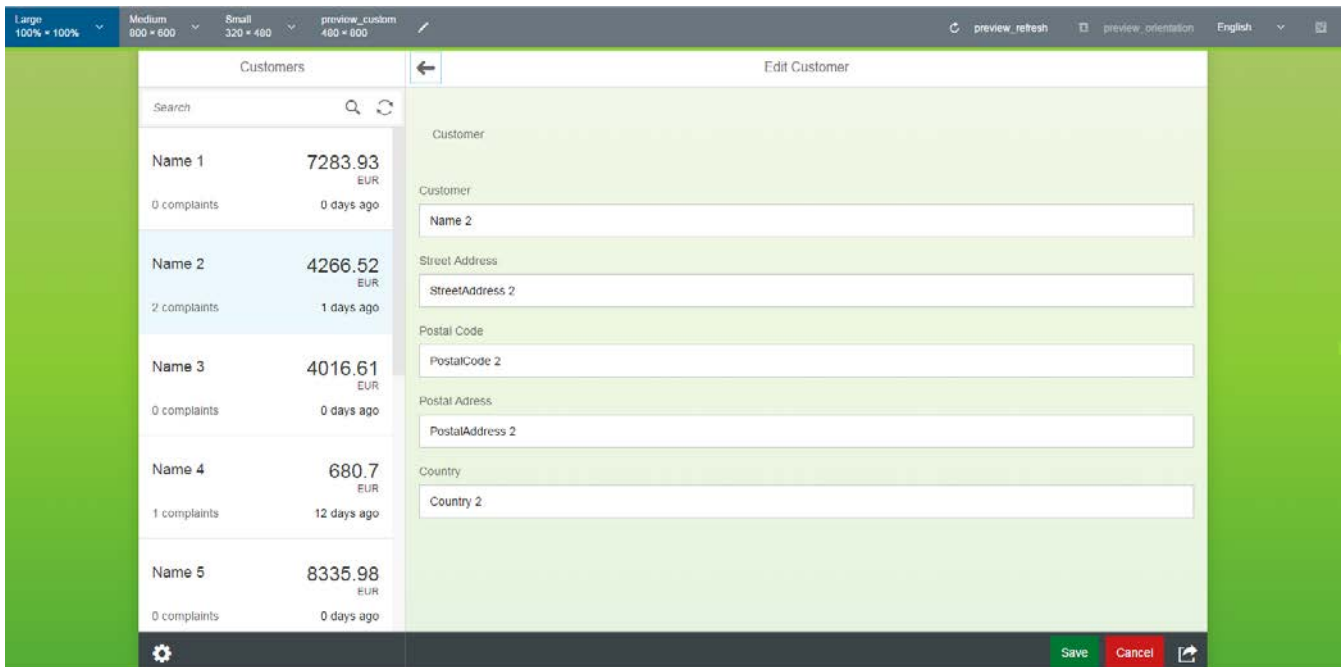 Large
100% × 100%
Medium
800 × 600
Small
320 × 480
preview_custom
480 × 800
preview_refresh
preview_orientation
English
Customers
Edit Customer
Search
Name 1
7283.93
EUR
0 complaints
0 days ago
Name 2
4266.52
EUR
2 complaints
1 days ago
Name 3
4016.61
EUR
0 complaints
0 days ago
Name 4
680.7
EUR
1 complaints
12 days ago
Name 5
8335.98
EUR
0 complaints
0 days ago
Customer
Customer
Name 2
Street Address
StreetAddress 2
Postal Code
PostalCode 2
Postal Adress
PostalAddress 2
Country
Country 2
Save
Cancel